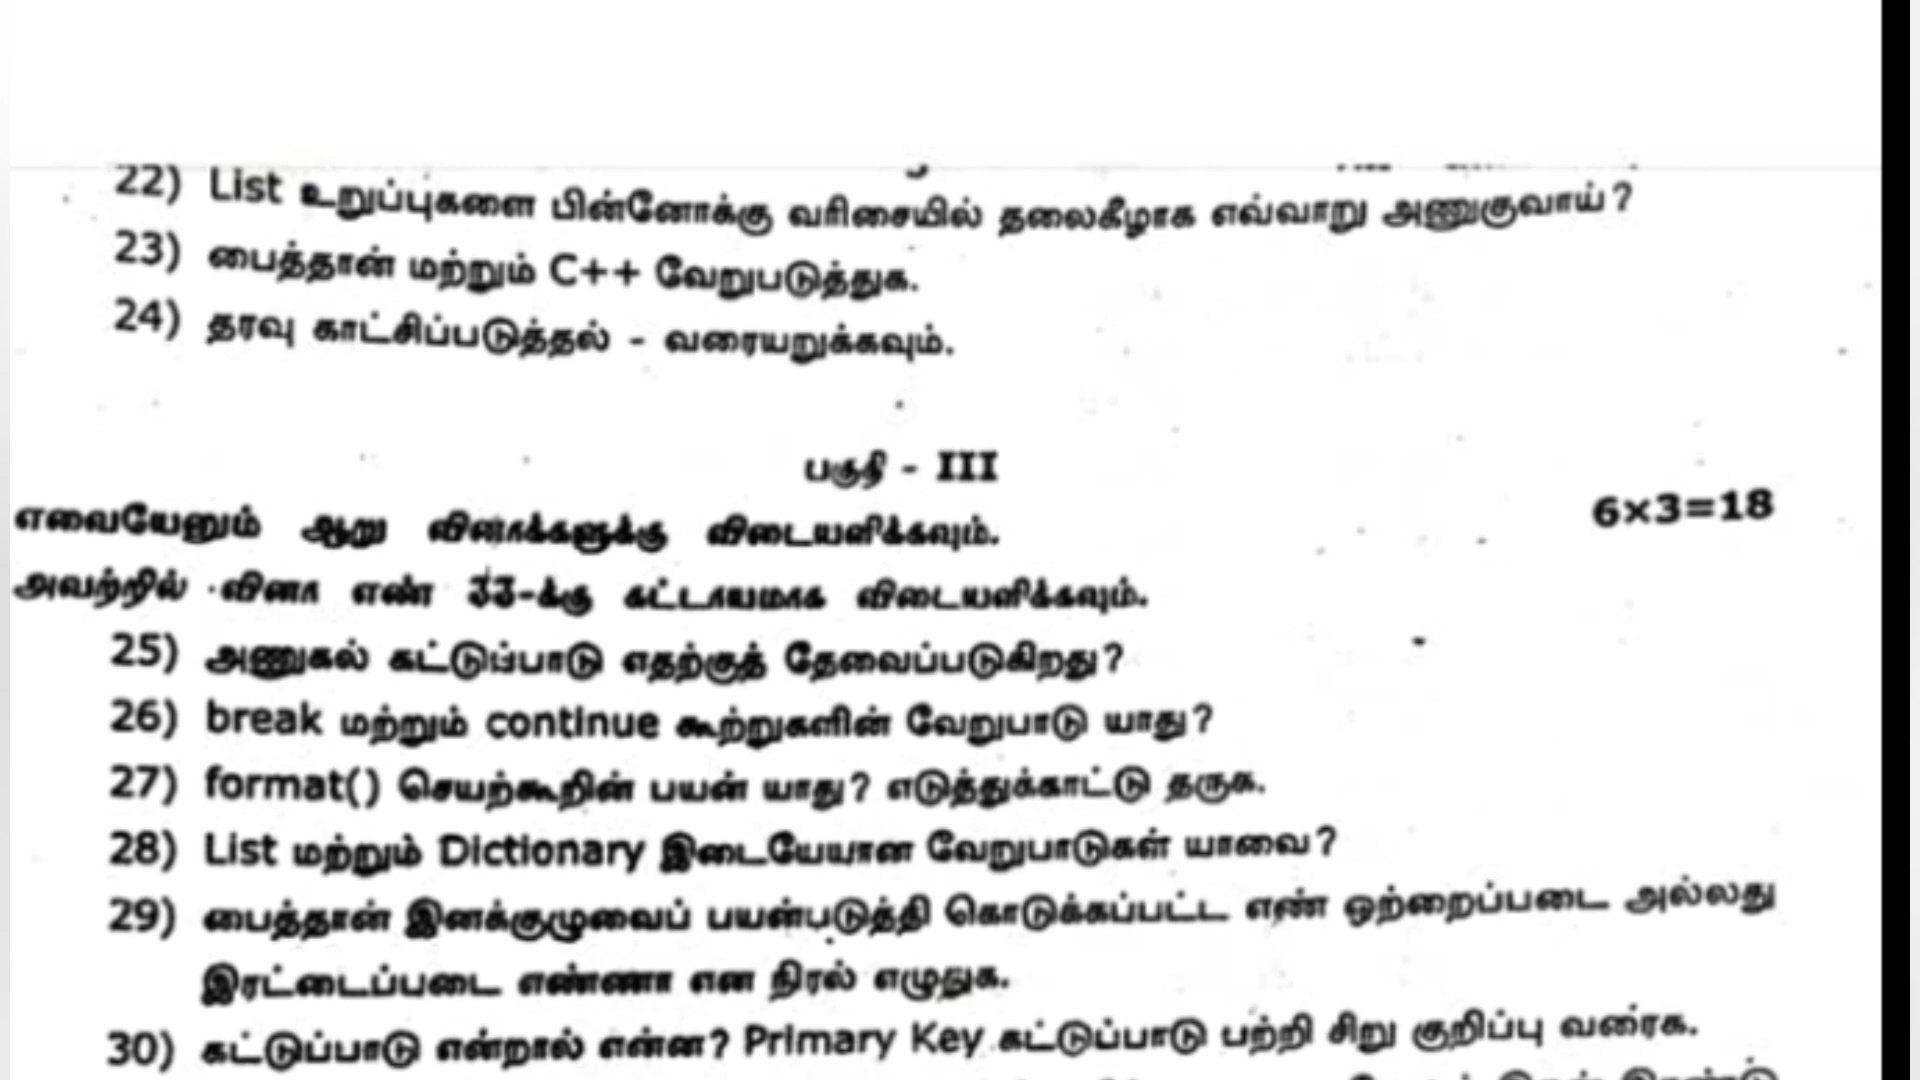 22) List உறுப்புகளை பின்னோக்கு வரிசையில் தலைகீழாக எவ்வாறு அணுகுவாய்?
23) பைத்தான் மற்றும் C++ வேறுபடுத்துக.
24) தரவு காட்சிப்படுத்தல் - வரையறுக்கவும்.
பகுதி - III
எவையேனும் ஆறு வினாக்களுக்கு விடையளிக்கவும். 6×3=18
அவற்றில் வினா எண் 33-க்கு கட்டாயமாக விடையளிக்கவும்.
25) அணுகல் கட்டுப்பாடு எதற்குத் தேவைப்படுகிறது?
26) break மற்றும் continue கூற்றுகளின் வேறுபாடு யாது?
27) format() செயற்கூறின் பயன் யாது? எடுத்துக்காட்டு தருக.
28) List மற்றும் Dictionary இடையேயான வேறுபாடுகள் யாவை?
29) பைத்தான் இனக்குழுவைப் பயன்படுத்தி கொடுக்கப்பட்ட எண் ஒற்றைப்படை அல்லது
இரட்டைப்படை எண்ணா என நிரல் எழுதுக.
30) கட்டுப்பாடு என்றால் என்ன? Primary Key கட்டுப்பாடு பற்றி சிறு குறிப்பு வரைக.